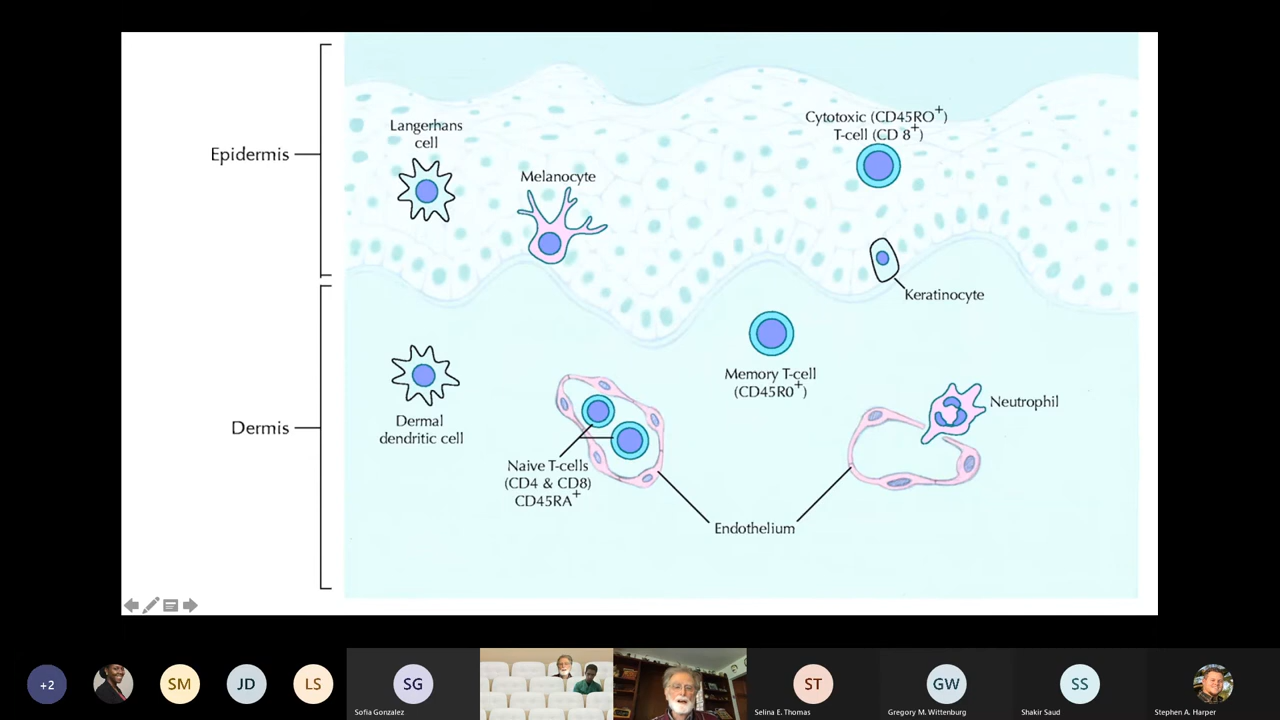 Epidermis
Langerhans
cell
Melanocyte
Cytotoxic (CD45RO+)
T-cell (CD 8+)
Keratinocyte
Dermis
Dermal
dendritic cell
Naive T-cells
(CD4 & CD8)
CD45RA+
Memory T-cell
(CD45R0+)
Neutrophil
Endothelium
+2
SM
JD
LS
SG
Sofia Gonzalez
ST
Selina E. Thomas
GW
Gregory M. Wittenburg
SS
Shakir Saud
Stephen A. Harper